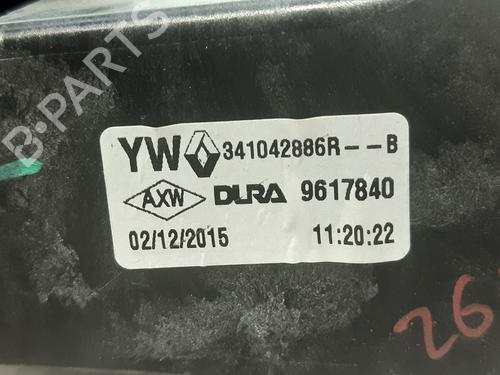 B-PARTS
YW 341042886R--B
AXW DURA 9617840
02/12/2015 11:20:22
26